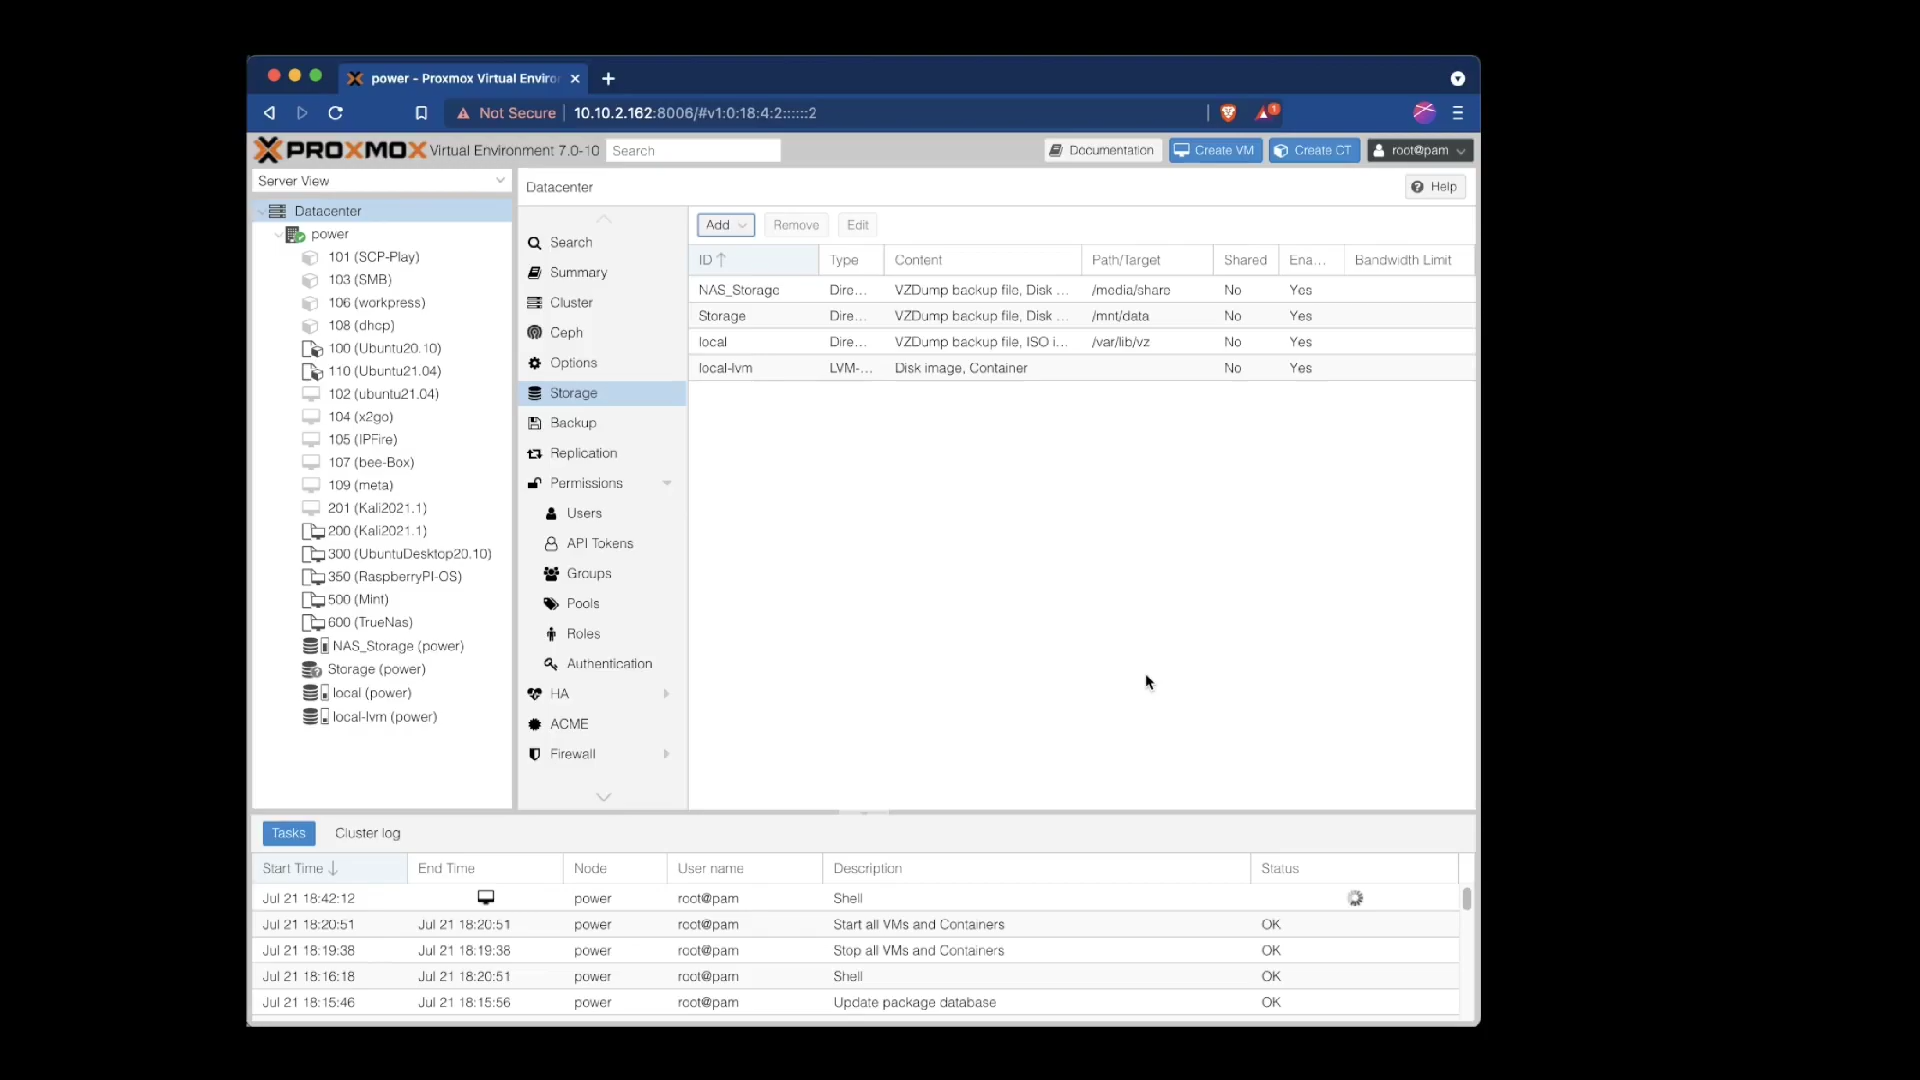 power - Proxmox Virtual Enviro
Not Secure 10.10.2.162:8006/#v1:0:18:4:2::::::2
1
PROXMOX Virtual Environment 7.0-10 Search Documentation Create VM Create CT root@pam
Server View
Datacenter Help
Datacenter
power
101 (SCP-Play)
103 (SMB)
106 (workpress)
108 (dhcp)
100 (Ubuntu20.10)
110 (Ubuntu21.04)
102 (ubuntu21.04)
104 (x2go)
105 (IPFire)
107 (bee-Box)
109 (meta)
201 (Kali2021.1)
200 (Kali2021.1)
300 (UbuntuDesktop20.10)
350 (RaspberryPI-OS)
500 (Mint)
600 (TrueNas)
NAS_Storage (power)
Storage (power)
local (power)
local-lvm (power)
Search
Summary
Cluster
Ceph
Options
Storage
Backup
Replication
Permissions
Users
API Tokens
Groups
Pools
Roles
Authentication
HA
ACME
Firewall
Add Remove Edit
ID Type Content Path/Target Shared Ena... Bandwidth Limit
NAS_Storage Dire... VZDump backup file, Disk ... /media/share No Yes
Storage Dire... VZDump backup file, Disk ... /mnt/data No Yes
local Dire... VZDump backup file, ISO i... /var/lib/vz No Yes
local-lvm LVM-... Disk image, Container No Yes
Tasks Cluster log
Start Time End Time Node User name Description Status
Jul 21 18:42:12 power root@pam Shell
Jul 21 18:20:51 Jul 21 18:20:51 power root@pam Start all VMs and Containers OK
Jul 21 18:19:38 Jul 21 18:19:38 power root@pam Stop all VMs and Containers OK
Jul 21 18:16:18 Jul 21 18:20:51 power root@pam Shell OK
Jul 21 18:15:46 Jul 21 18:15:56 power root@pam Update package database OK